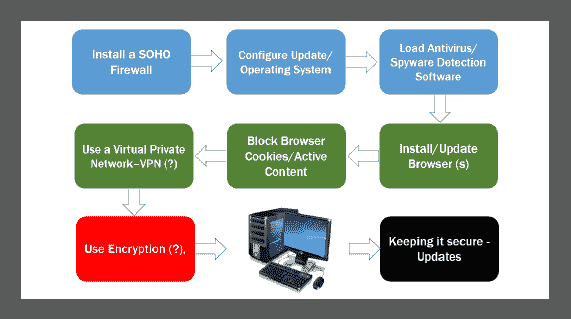 Install a SOHO
Firewall
Configure Update/
Operating System
Load Antivirus/
Spyware Detection
Software
Install/Update
Browser (s)
Block Browser
Cookies/Active
Content
Use a Virtual Private
Network–VPN (?)
Use Encryption (?),
Keeping it secure -
Updates